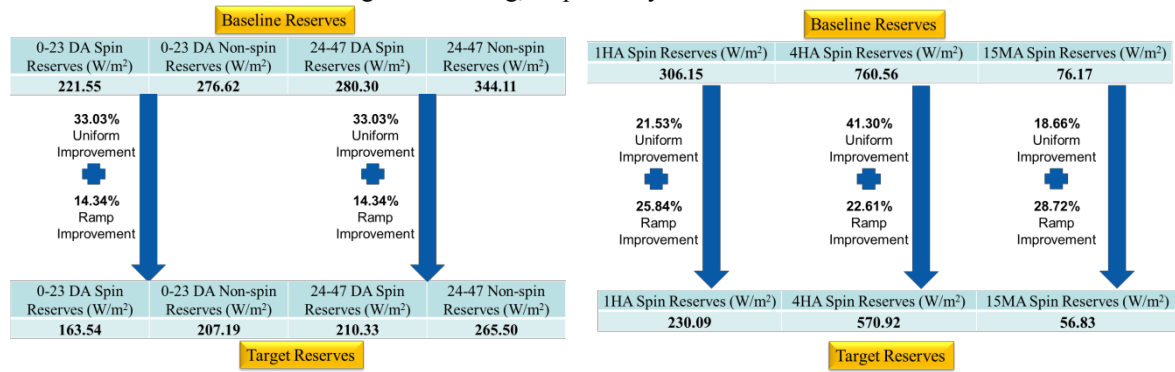 Baseline Reserves
0-23 DA Spin Reserves (W/m²) 0-23 DA Non-spin Reserves (W/m²) 24-47 DA Spin Reserves (W/m²) 24-47 Non-spin Reserves (W/m²)
221.55 276.62 280.30 344.11
33.03% Uniform Improvement
14.34% Ramp Improvement
33.03% Uniform Improvement
14.34% Ramp Improvement
0-23 DA Spin Reserves (W/m²) 0-23 DA Non-spin Reserves (W/m²) 24-47 DA Spin Reserves (W/m²) 24-47 Non-spin Reserves (W/m²)
163.54 207.19 210.33 265.50
Target Reserves
Baseline Reserves
1HA Spin Reserves (W/m²) 4HA Spin Reserves (W/m²) 15MA Spin Reserves (W/m²)
306.15 760.56 76.17
21.53% Uniform Improvement
25.84% Ramp Improvement
41.30% Uniform Improvement
22.61% Ramp Improvement
18.66% Uniform Improvement
28.72% Ramp Improvement
1HA Spin Reserves (W/m²) 4HA Spin Reserves (W/m²) 15MA Spin Reserves (W/m²)
230.09 570.92 56.83
Target Reserves